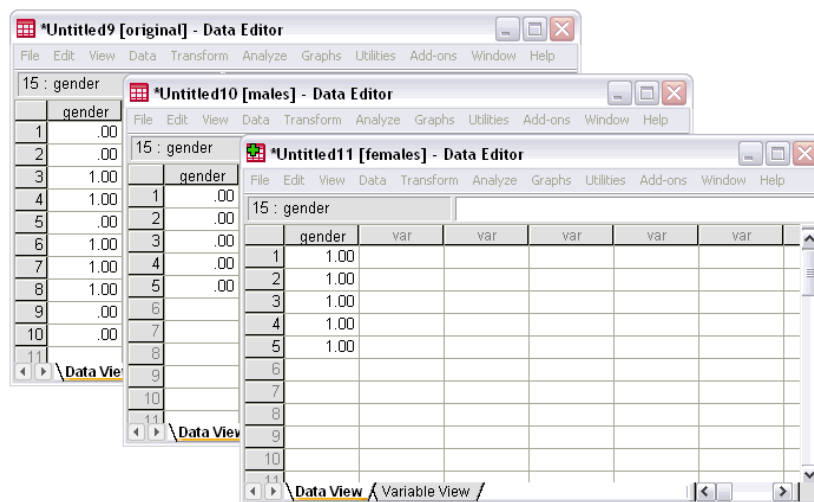 *Untitled9 [original] - Data Editor
File Edit View Data Transform Analyze Graphs Utilities Add-ons Window Help
15 : gender
gender
1 .00
2 .00
3 1.00
4 1.00
5 .00
6 1.00
7 1.00
8 1.00
9 .00
10 .00
11
Data Vie
*Untitled10 [males] - Data Editor
File Edit View Data Transform Analyze Graphs Utilities Add-ons Window Help
15 : gender
gender
1 .00
2 .00
3 .00
4 .00
5 .00
6
7
8
9
10
11
Data View
*Untitled11 [females] - Data Editor
File Edit View Data Transform Analyze Graphs Utilities Add-ons Window Help
15 : gender
gender var var var var var
1 1.00
2 1.00
3 1.00
4 1.00
5 1.00
6
7
8
9
10
11
Data View Variable View